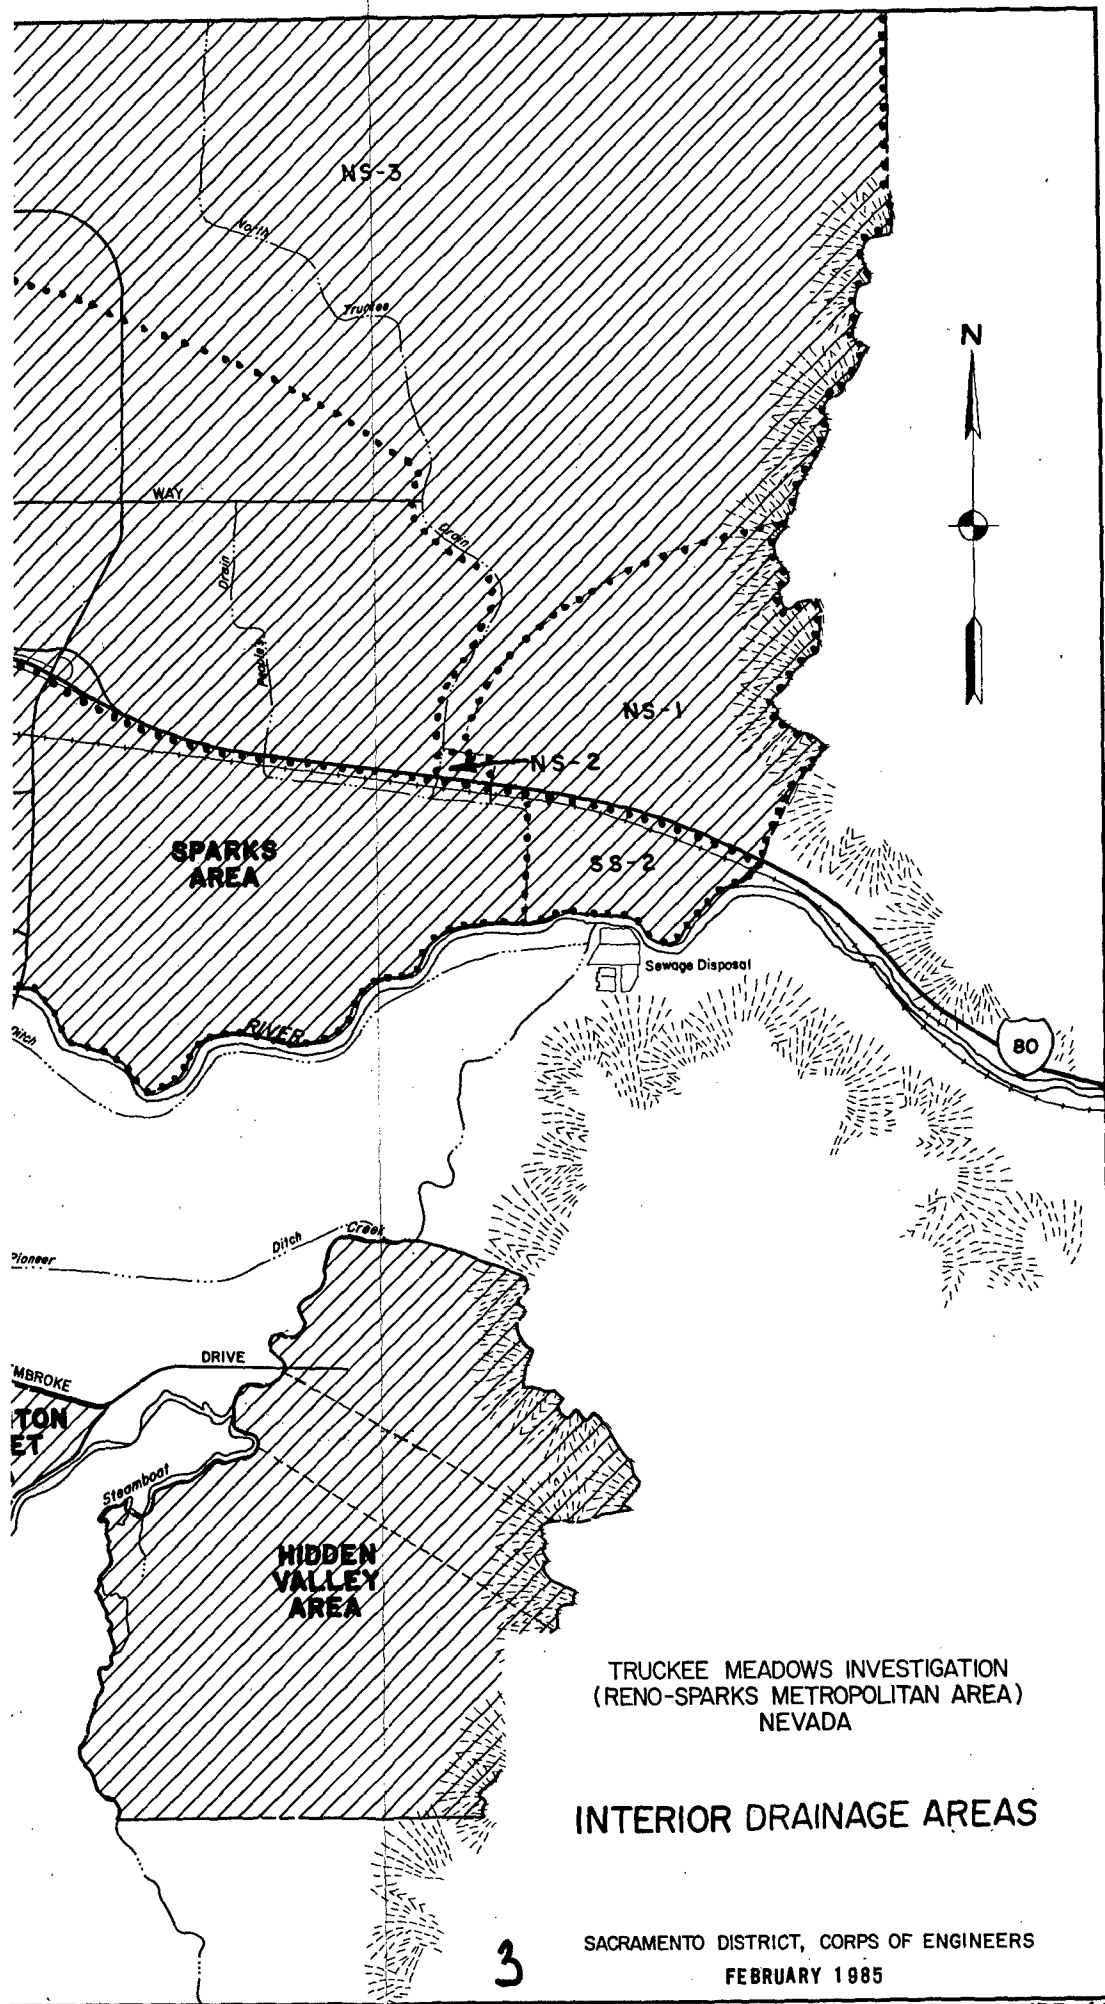 NS-3
North
Truckee
N
WAY
Drain
Drain
Peoples
NS-1
NS-2
SPARKS
AREA
SS-2
Sewage Disposal
RIVER
Ditch
80
Creek
Ditch
Pioneer
DRIVE
MBROKE
TON
ET
Steamboat
HIDDEN
VALLEY
AREA
TRUCKEE MEADOWS INVESTIGATION
(RENO-SPARKS METROPOLITAN AREA)
NEVADA
INTERIOR DRAINAGE AREAS
SACRAMENTO DISTRICT, CORPS OF ENGINEERS
FEBRUARY 1985
3